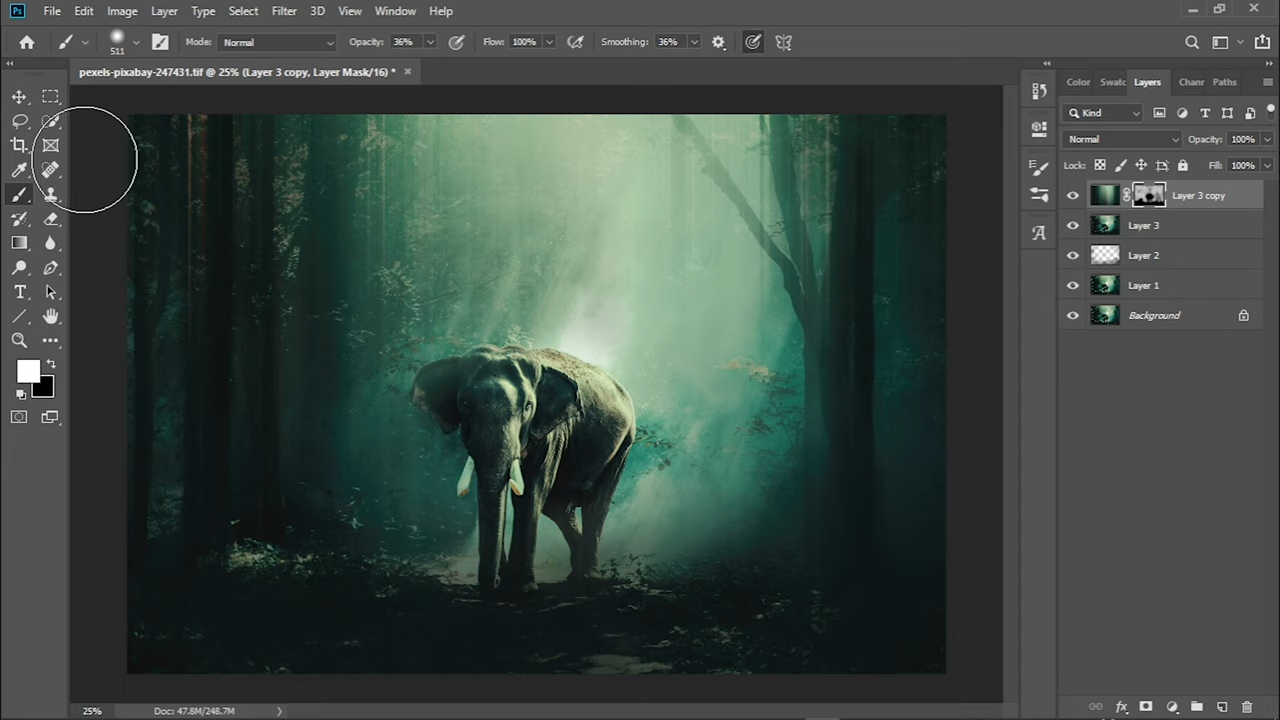 Ps File Edit Image Layer Type Select Filter 3D View Window Help
511 Mode: Normal Opacity: 36% Flow: 100% Smoothing: 36%
pexels-pixabay-247431.tif @ 25% (Layer 3 copy, Layer Mask/16) * ×
Color Swatc Layers Chanr Paths
Kind
Normal Opacity: 100%
Lock: Fill: 100%
Layer 3 copy
Layer 3
Layer 2
Layer 1
Background
25% Doc: 47.8M/248.7M